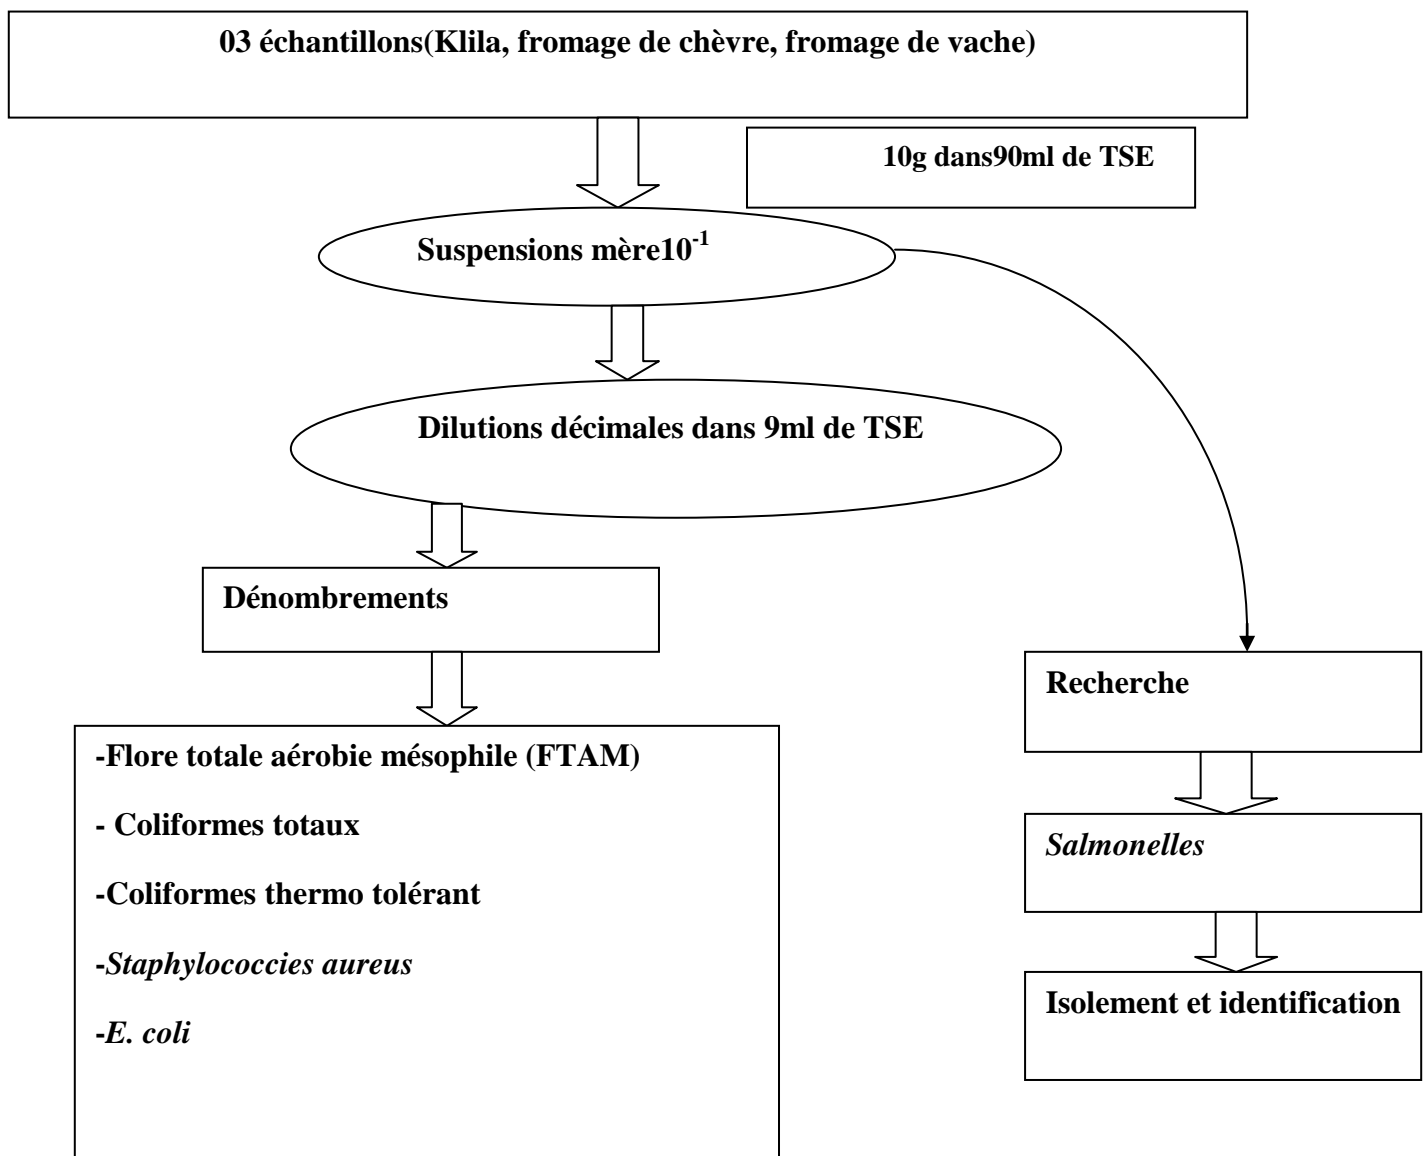 03 échantillons(Klila, fromage de chèvre, fromage de vache)
10g dans90ml de TSE
Suspensions mère10⁻¹
Dilutions décimales dans 9ml de TSE
Dénombrements
-Flore totale aérobie mésophile (FTAM)
- Coliformes totaux
-Coliformes thermo tolérant
-Staphylococcies aureus
-E. coli
Recherche
Salmonelles
Isolement et identification